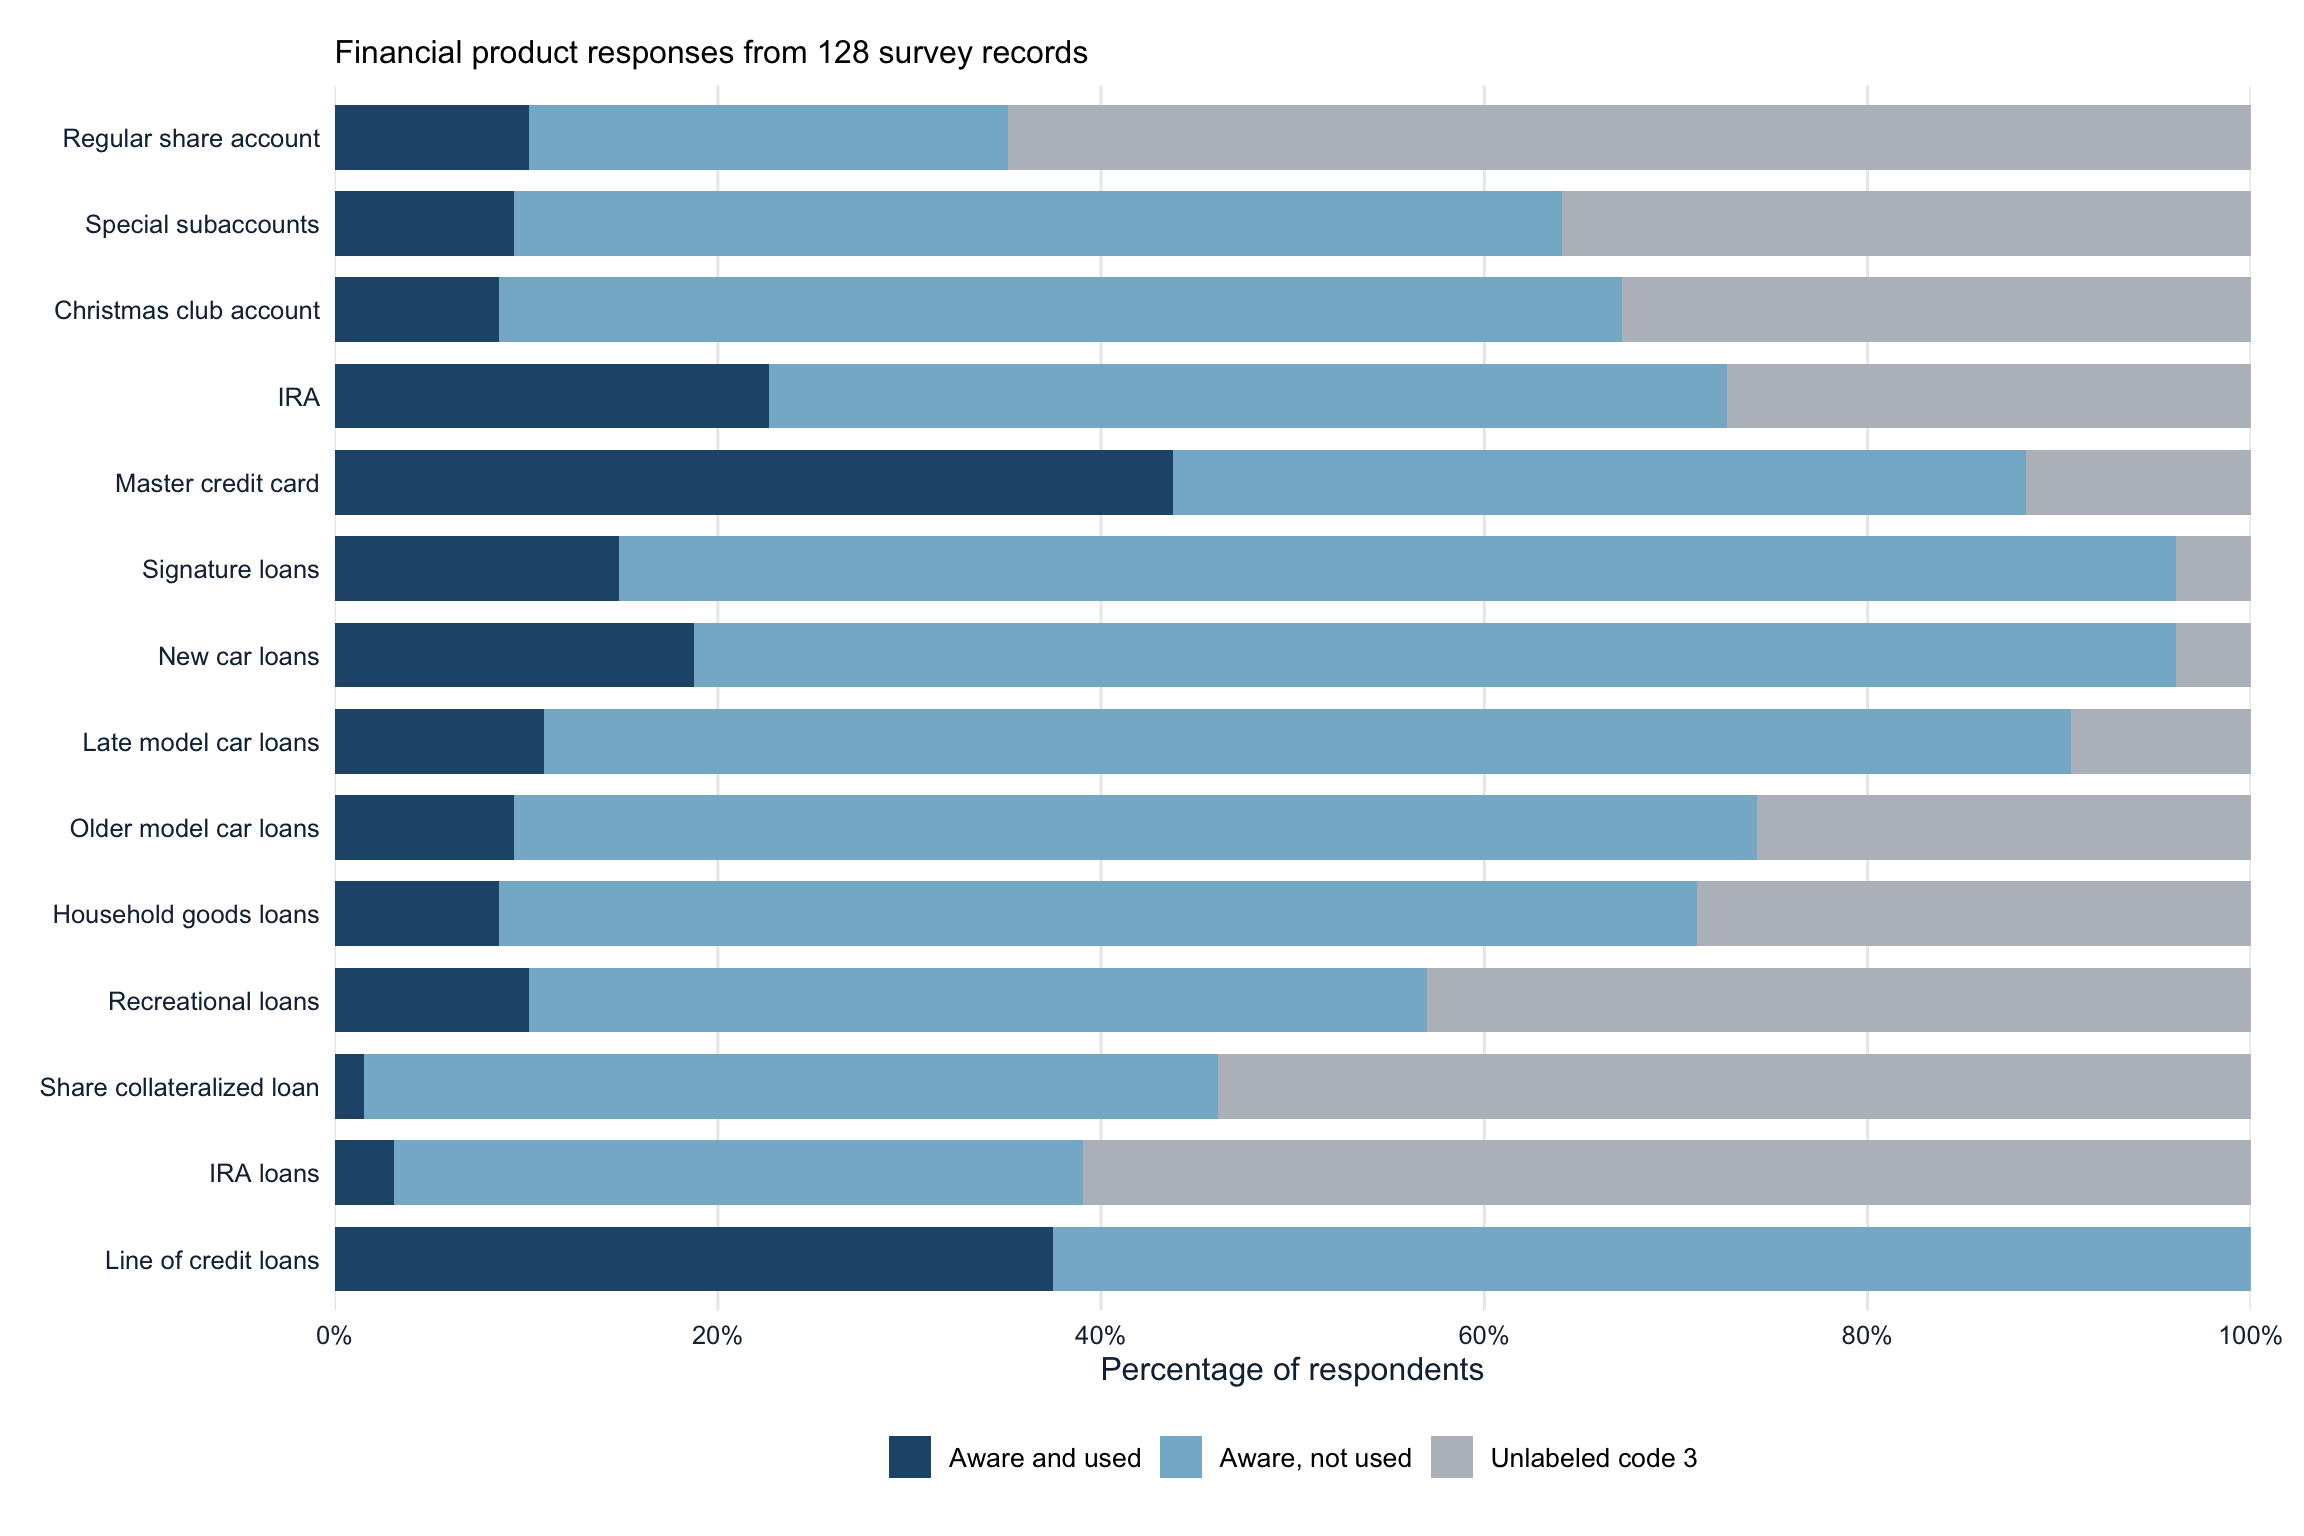 Financial product responses from 128 survey records
Regular share account
Special subaccounts
Christmas club account
IRA
Master credit card
Signature loans
New car loans
Late model car loans
Older model car loans
Household goods loans
Recreational loans
Share collateralized loan
IRA loans
Line of credit loans
0% 20% 40% 60% 80% 100%
Percentage of respondents
Aware and used Aware, not used Unlabeled code 3